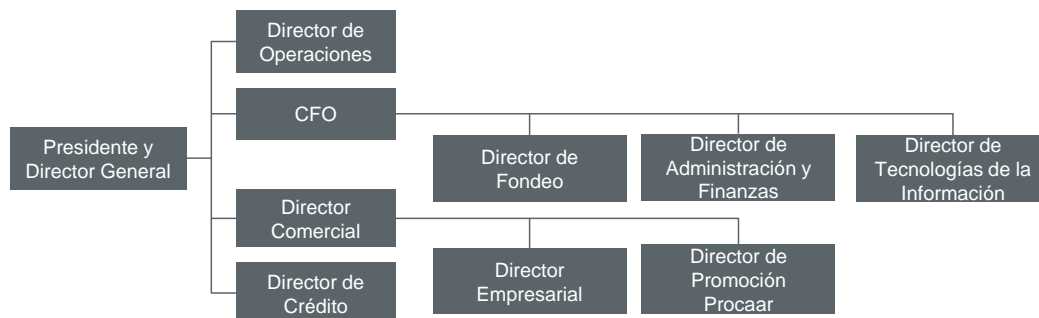 Director de
Operaciones
CFO
Presidente y
Director General
Director de
Fondeo
Director de
Administración y
Finanzas
Director de
Tecnologías de la
Información
Director
Comercial
Director
Empresarial
Director de
Promoción
Procaar
Director de
Crédito